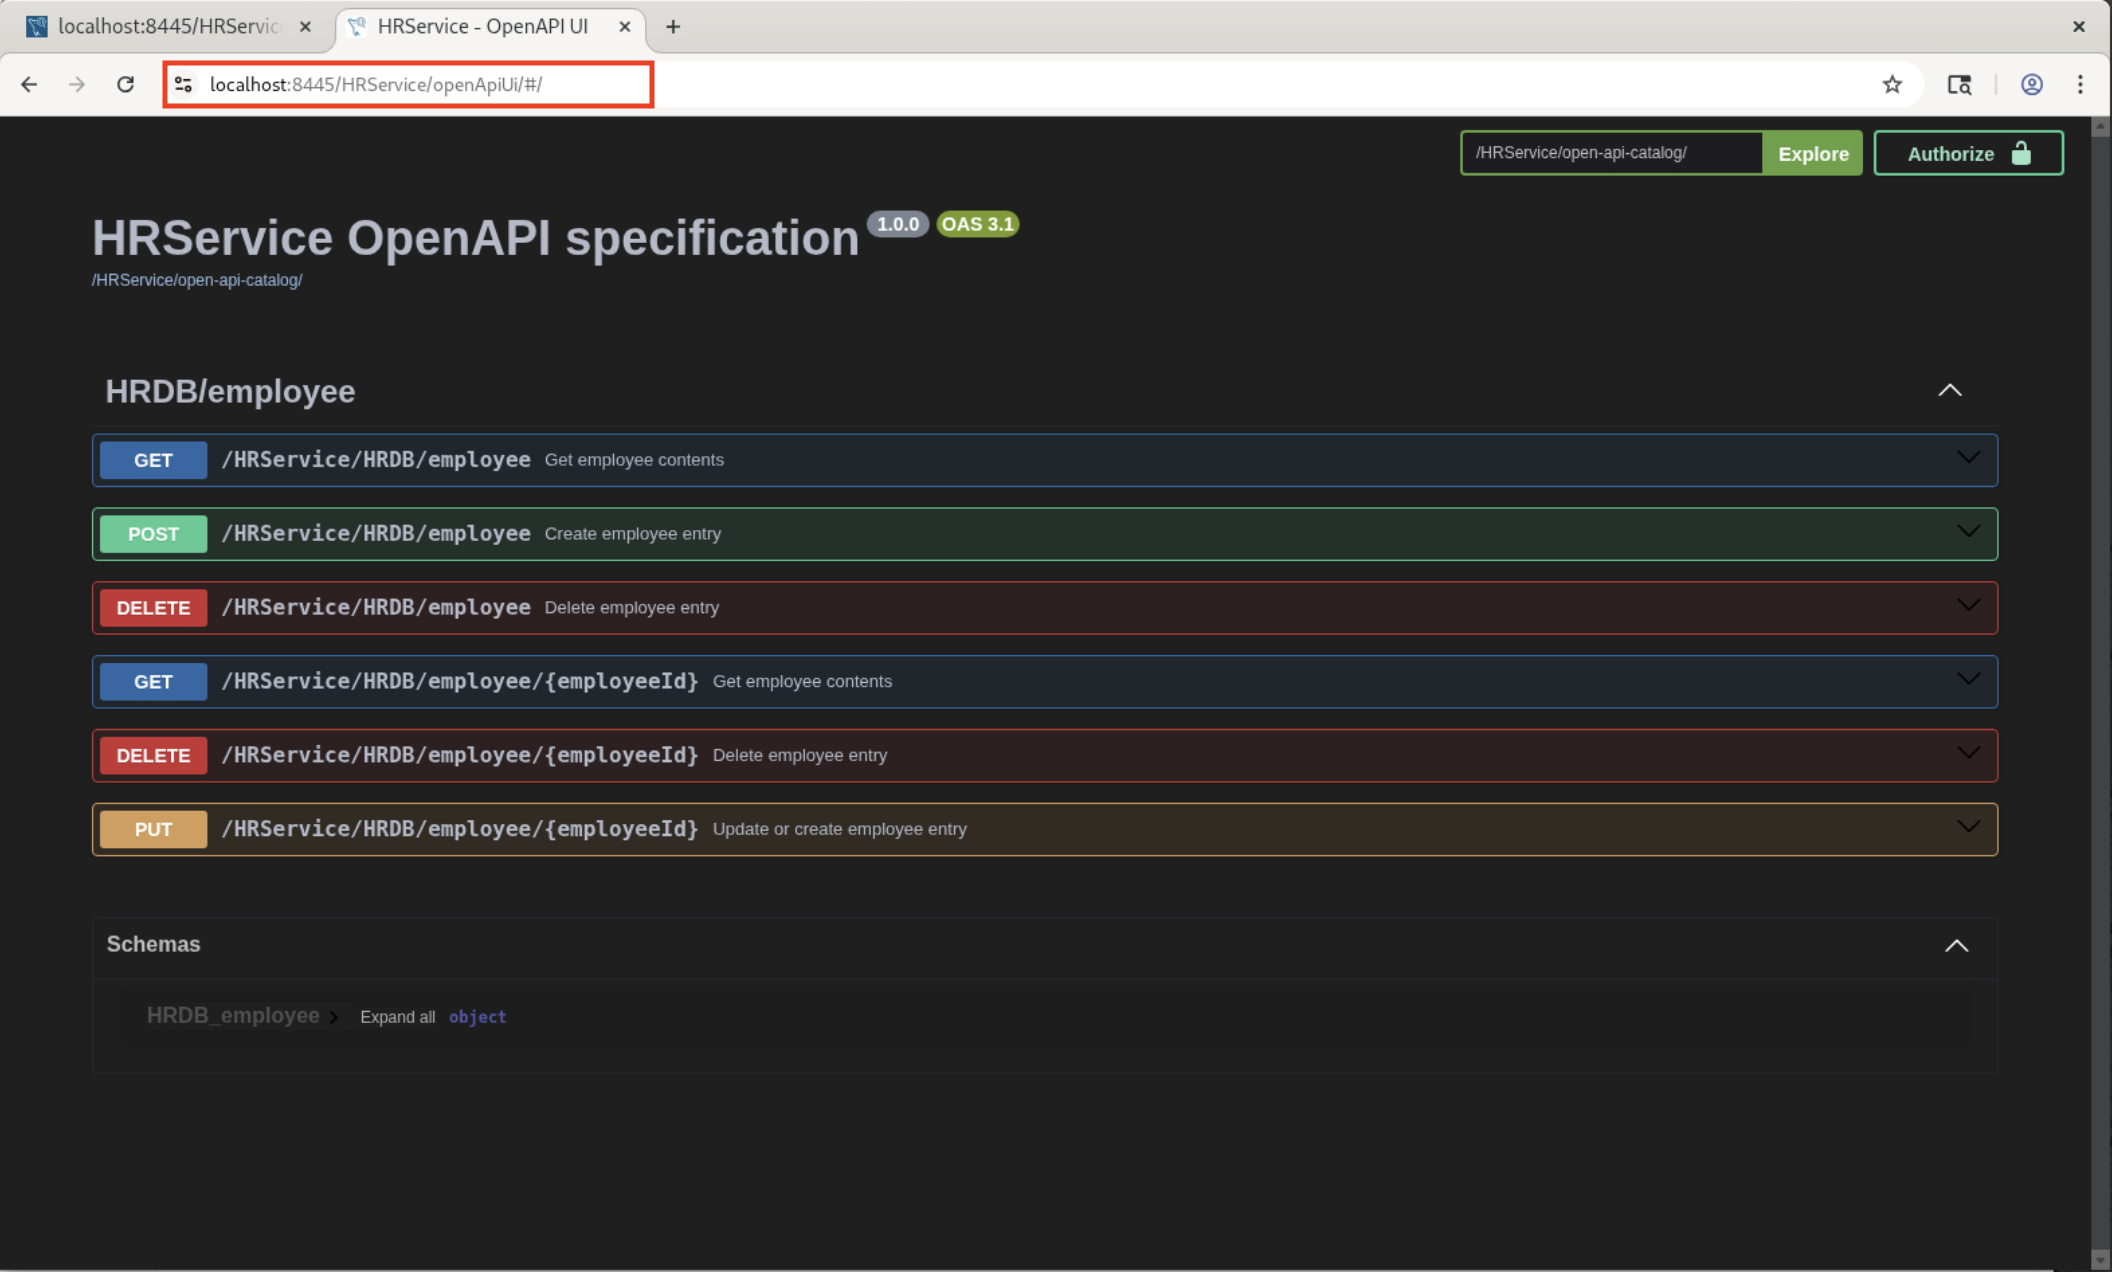 localhost:8445/HRServic
HRService - OpenAPI UI
localhost:8445/HRService/openApiUi/#/
/HRService/open-api-catalog/
Explore
Authorize
HRService OpenAPI specification 1.0.0 OAS 3.1
/HRService/open-api-catalog/
HRDB/employee
GET /HRService/HRDB/employee Get employee contents
POST /HRService/HRDB/employee Create employee entry
DELETE /HRService/HRDB/employee Delete employee entry
GET /HRService/HRDB/employee/{employeeId} Get employee contents
DELETE /HRService/HRDB/employee/{employeeId} Delete employee entry
PUT /HRService/HRDB/employee/{employeeId} Update or create employee entry
Schemas
HRDB_employee Expand all object